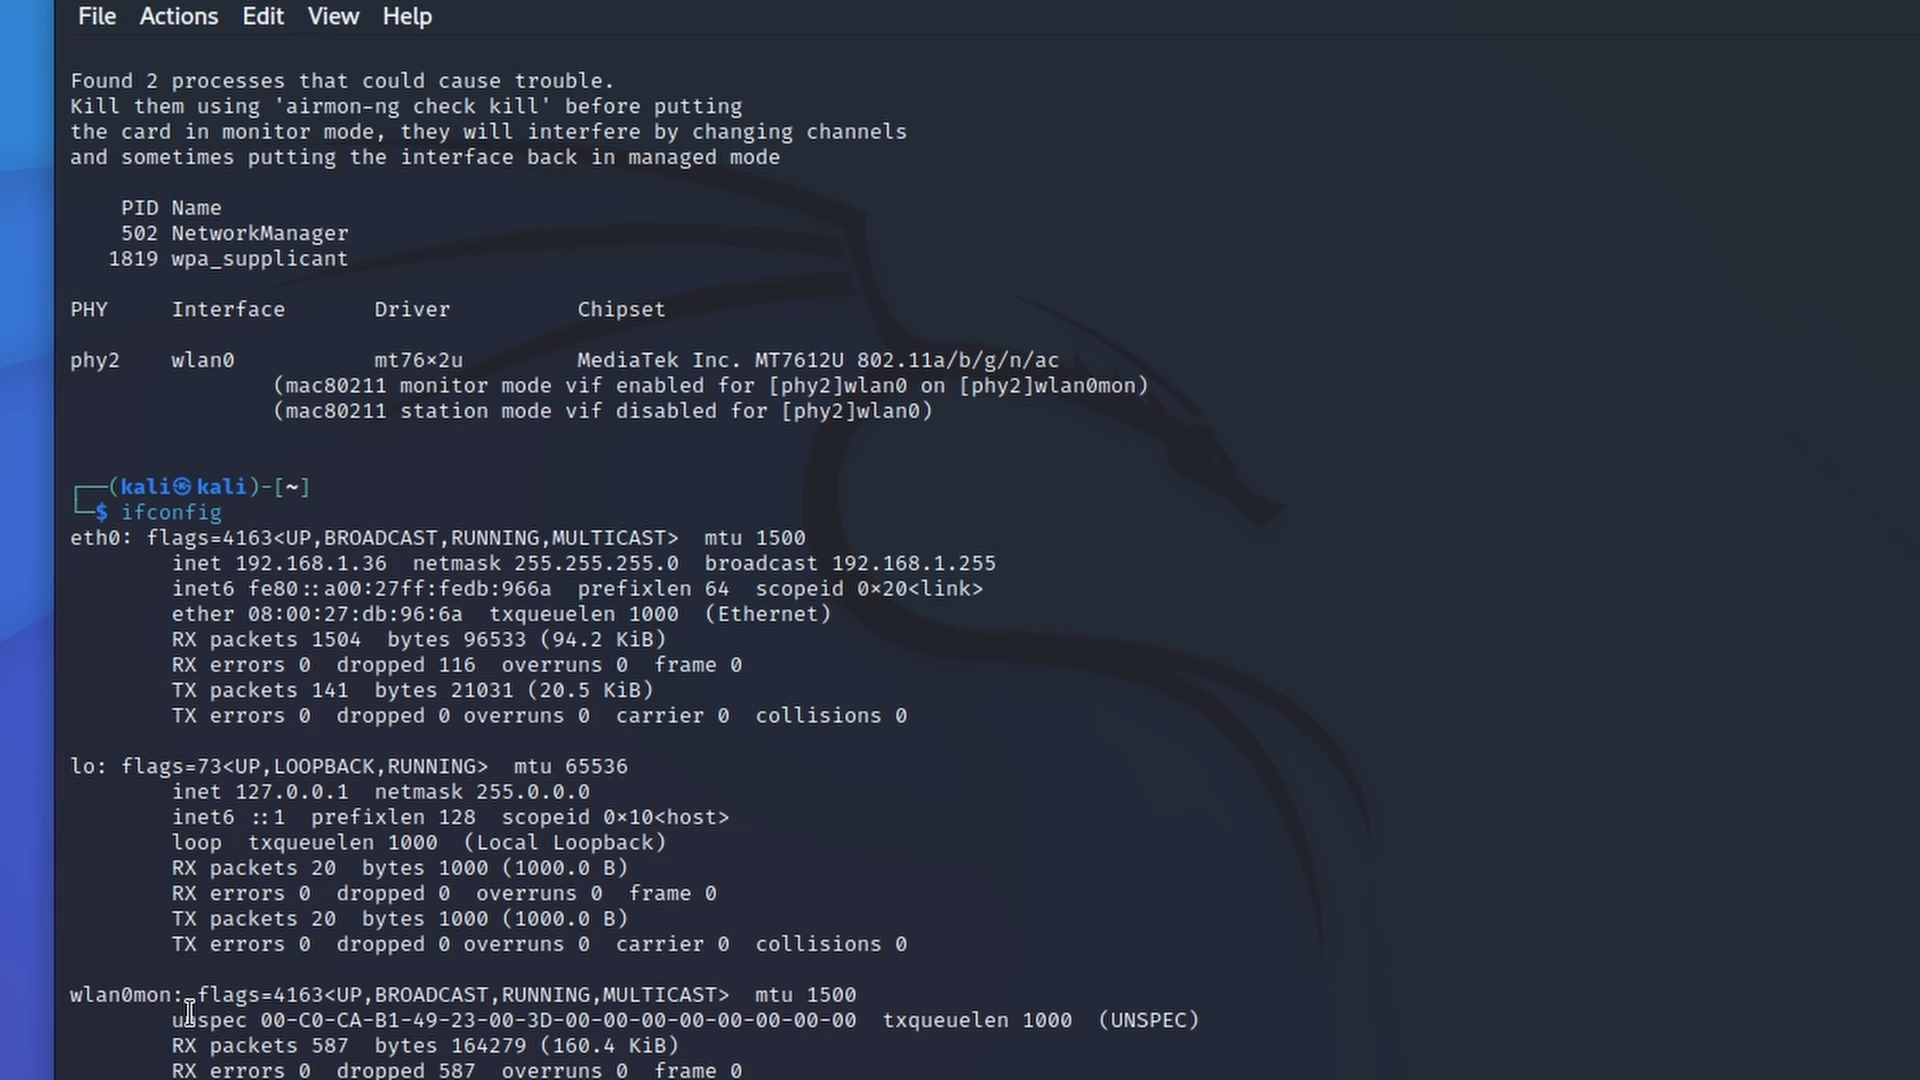 File Actions Edit View Help
Found 2 processes that could cause trouble.
Kill them using 'airmon-ng check kill' before putting
the card in monitor mode, they will interfere by changing channels
and sometimes putting the interface back in managed mode
PID Name
502 NetworkManager
1819 wpa_supplicant
PHY Interface Driver Chipset
phy2 wlan0 mt76×2u MediaTek Inc. MT7612U 802.11a/b/g/n/ac
(mac80211 monitor mode vif enabled for [phy2]wlan0 on [phy2]wlan0mon)
(mac80211 station mode vif disabled for [phy2]wlan0)
┌──(kali㉿kali)-[~]
└─$ ifconfig
eth0: flags=4163<UP,BROADCAST,RUNNING,MULTICAST> mtu 1500
inet 192.168.1.36 netmask 255.255.255.0 broadcast 192.168.1.255
inet6 fe80::a00:27ff:fedb:966a prefixlen 64 scopeid 0×20<link>
ether 08:00:27:db:96:6a txqueuelen 1000 (Ethernet)
RX packets 1504 bytes 96533 (94.2 KiB)
RX errors 0 dropped 116 overruns 0 frame 0
TX packets 141 bytes 21031 (20.5 KiB)
TX errors 0 dropped 0 overruns 0 carrier 0 collisions 0
lo: flags=73<UP,LOOPBACK,RUNNING> mtu 65536
inet 127.0.0.1 netmask 255.0.0.0
inet6 ::1 prefixlen 128 scopeid 0×10<host>
loop txqueuelen 1000 (Local Loopback)
RX packets 20 bytes 1000 (1000.0 B)
RX errors 0 dropped 0 overruns 0 frame 0
TX packets 20 bytes 1000 (1000.0 B)
TX errors 0 dropped 0 overruns 0 carrier 0 collisions 0
wlan0mon: flags=4163<UP,BROADCAST,RUNNING,MULTICAST> mtu 1500
unspec 00-C0-CA-B1-49-23-00-3D-00-00-00-00-00-00-00-00 txqueuelen 1000 (UNSPEC)
RX packets 587 bytes 164279 (160.4 KiB)
RX errors 0 dropped 587 overruns 0 frame 0